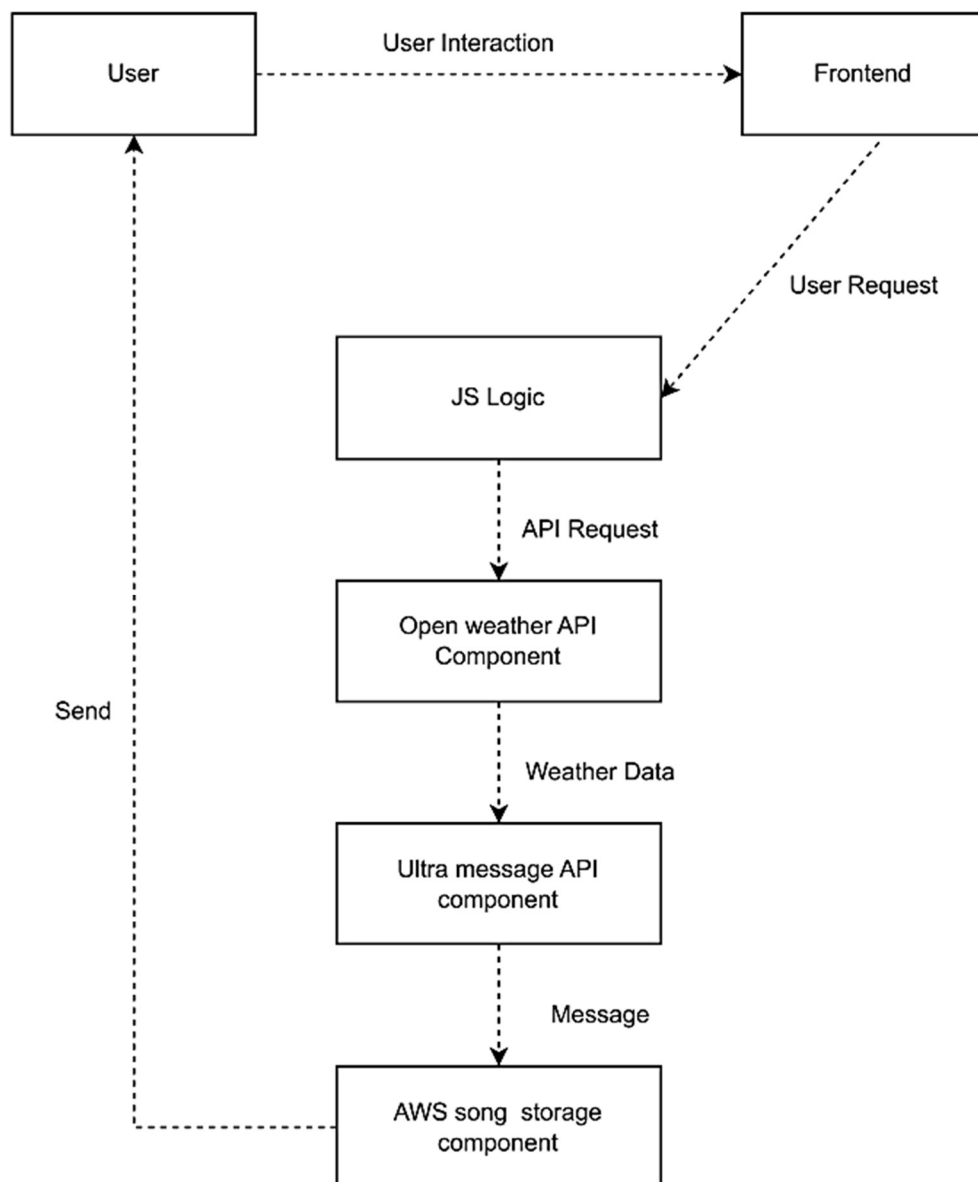 User Interaction
User
Frontend
User Request
JS Logic
API Request
Open weather API
Component
Send
Weather Data
Ultra message API
component
Message
AWS song storage
component